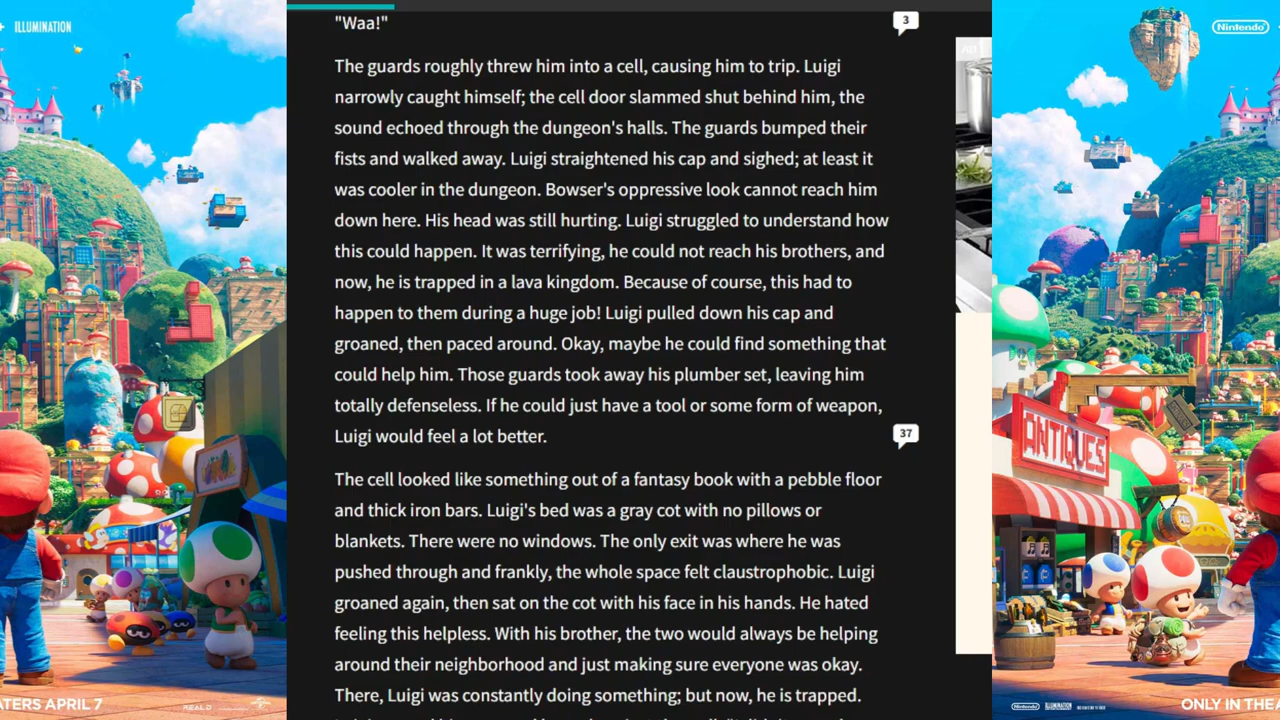 ILLUMINATION
"Waa!"
3
Ad
Nintendo
The guards roughly threw him into a cell, causing him to trip. Luigi
narrowly caught himself; the cell door slammed shut behind him, the
sound echoed through the dungeon's halls. The guards bumped their
fists and walked away. Luigi straightened his cap and sighed; at least it
was cooler in the dungeon. Bowser's oppressive look cannot reach him
down here. His head was still hurting. Luigi struggled to understand how
this could happen. It was terrifying, he could not reach his brothers, and
now, he is trapped in a lava kingdom. Because of course, this had to
happen to them during a huge job! Luigi pulled down his cap and
groaned, then paced around. Okay, maybe he could find something that
could help him. Those guards took away his plumber set, leaving him
totally defenseless. If he could just have a tool or some form of weapon,
Luigi would feel a lot better.
37
ANTIQUES
The cell looked like something out of a fantasy book with a pebble floor
and thick iron bars. Luigi's bed was a gray cot with no pillows or
blankets. There were no windows. The only exit was where he was
pushed through and frankly, the whole space felt claustrophobic. Luigi
groaned again, then sat on the cot with his face in his hands. He hated
feeling this helpless. With his brother, the two would always be helping
around their neighborhood and just making sure everyone was okay.
There, Luigi was constantly doing something; but now, he is trapped.
ATERS APRIL 7
REAL D
Nintendo
ILLUMINATION
ONLY IN THEA